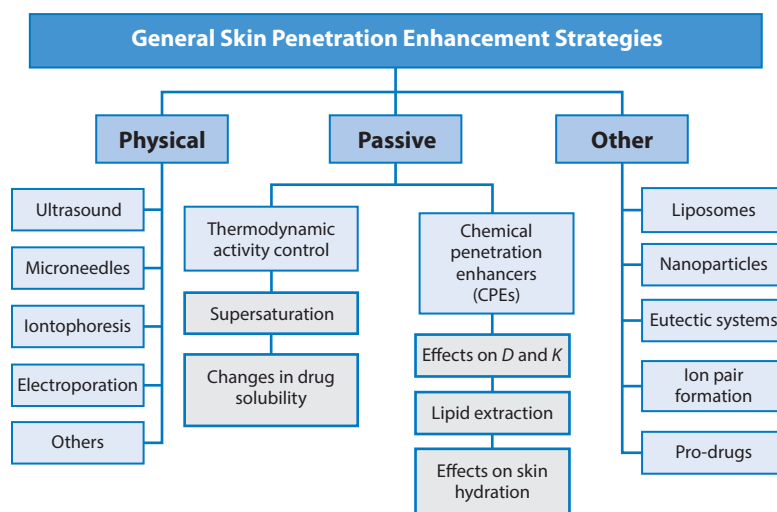 General Skin Penetration Enhancement Strategies
Physical
Passive
Other
Ultrasound
Microneedles
Iontophoresis
Electroporation
Others
Thermodynamic
activity control
Supersaturation
Changes in drug
solubility
Chemical
penetration
enhancers
(CPEs)
Effects on D and K
Lipid extraction
Effects on skin
hydration
Liposomes
Nanoparticles
Eutectic systems
Ion pair
formation
Pro-drugs